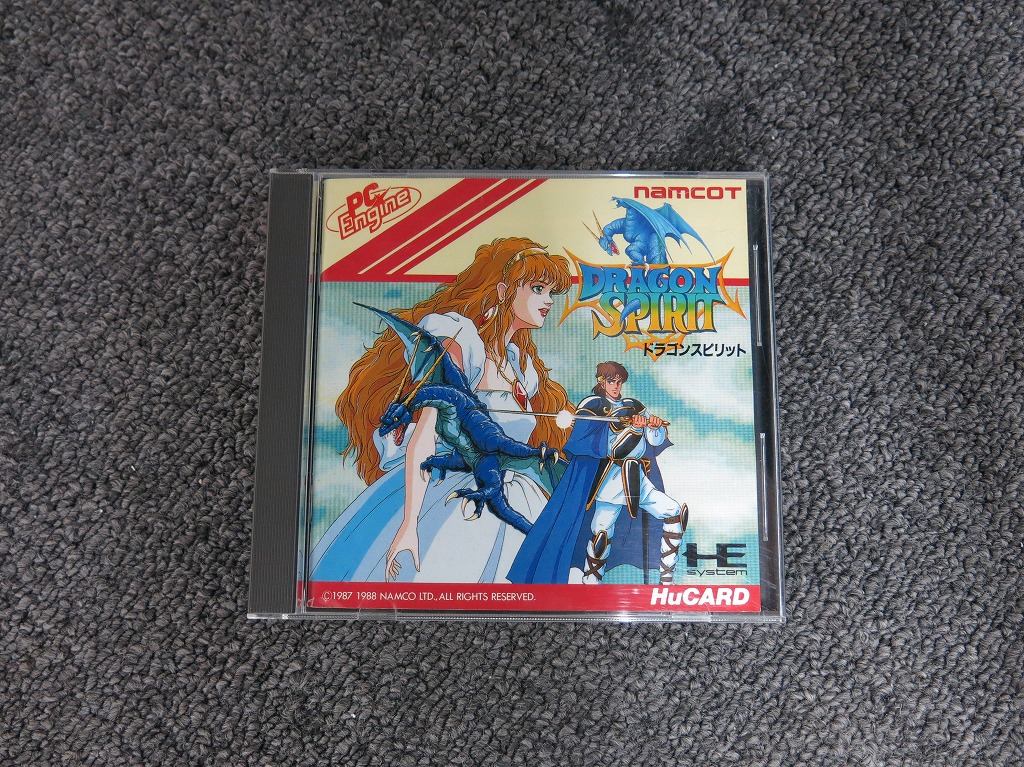 PC Engine
namcoT
DRAGON
SPIRIT
ドラゴンスピリット
HE
system
©1987 1988 NAMCO LTD., ALL RIGHTS RESERVED.
HuCARD